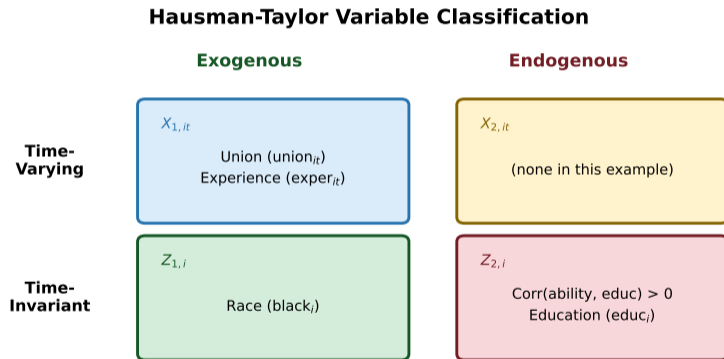 Hausman-Taylor Variable Classification
Exogenous
Endogenous
Time-
Varying
X₁,ᵢₜ
Union (unionᵢₜ)
Experience (experᵢₜ)
X₂,ᵢₜ
(none in this example)
Time-
Invariant
Z₁,ᵢ
Race (blackᵢ)
Z₂,ᵢ
Corr(ability, educ) > 0
Education (educᵢ)